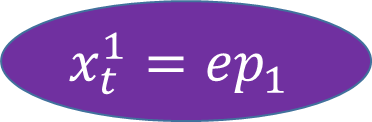 $x_t^1 = ep_1$